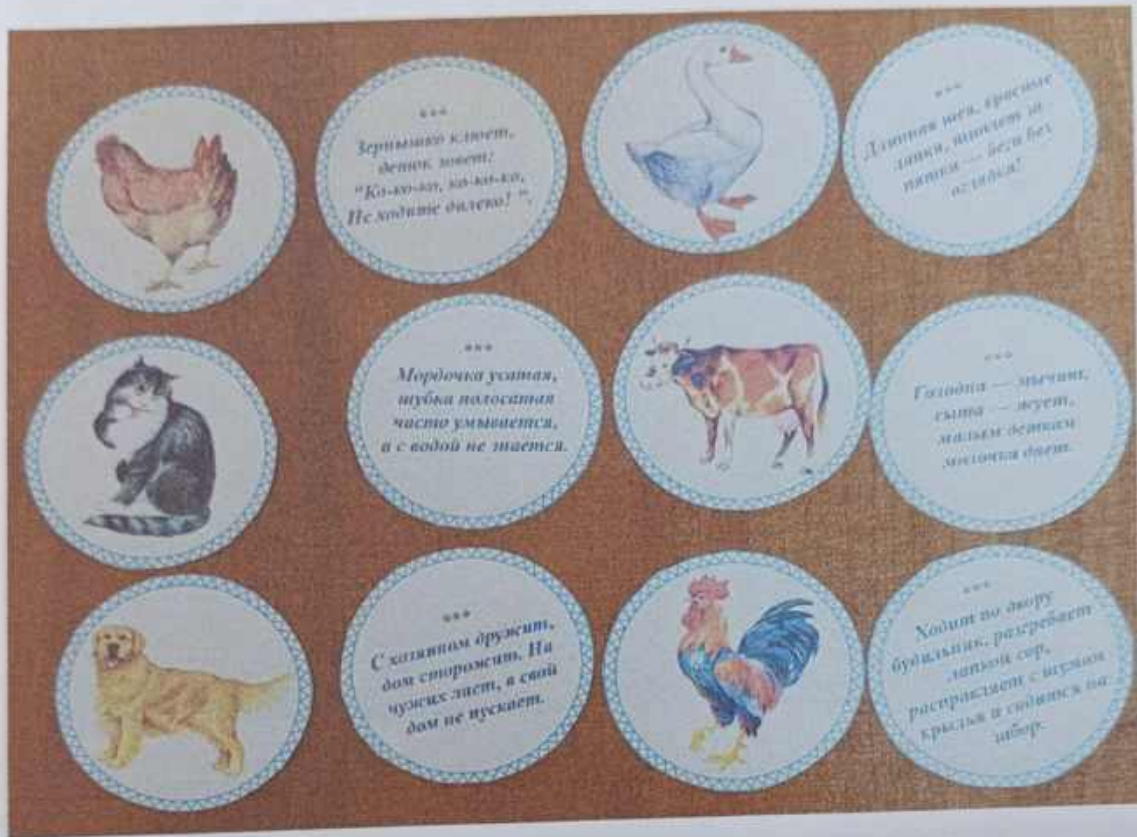 ***
Зернышко клюет,
деток зовет:
“Ко-ко-ко, ко-ко-ко,
Не ходите далеко! ”.
***
Длинная шея, красные
лапки, щиплет за
пятки — беги без
оглядки!
***
Мордочка усатая,
шубка полосатая
часто умывается,
а с водой не знается.
***
Голодна — мычит,
сыта — жует,
малым деткам
молочка дает.
***
С хозяином дружит,
дом сторожит. На
чужих лает, в свой
дом не пускает.
***
Ходит по двору
будильник, разгребает
лапкой сор,
расправляет с шумом
крылья и садится на
забор.